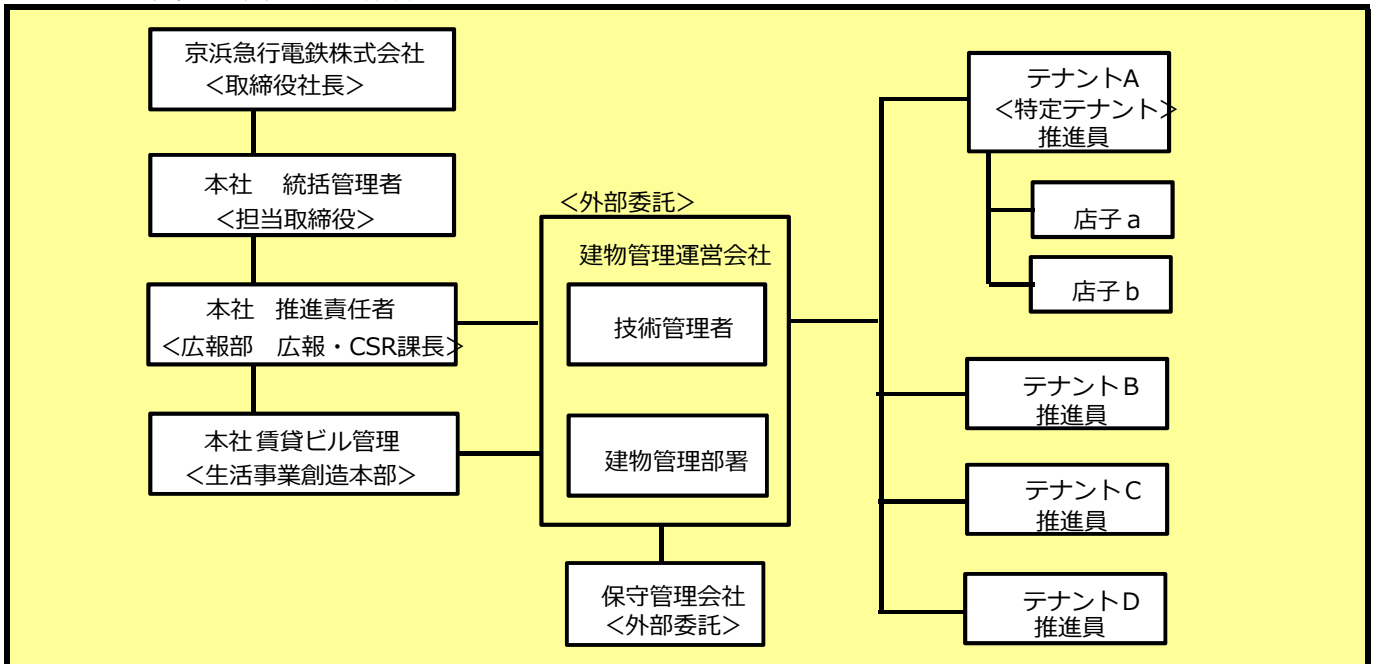 京浜急行電鉄株式会社
＜取締役社長＞
本社　統括管理者
＜担当取締役＞
本社　推進責任者
＜広報部　広報・CSR課長＞
本社賃貸ビル管理
＜生活事業創造本部＞
＜外部委託＞
建物管理運営会社
技術管理者
建物管理部署
保守管理会社
＜外部委託＞
テナントA
＜特定テナント＞
推進員
店子ａ
店子ｂ
テナントＢ
推進員
テナントＣ
推進員
テナントＤ
推進員